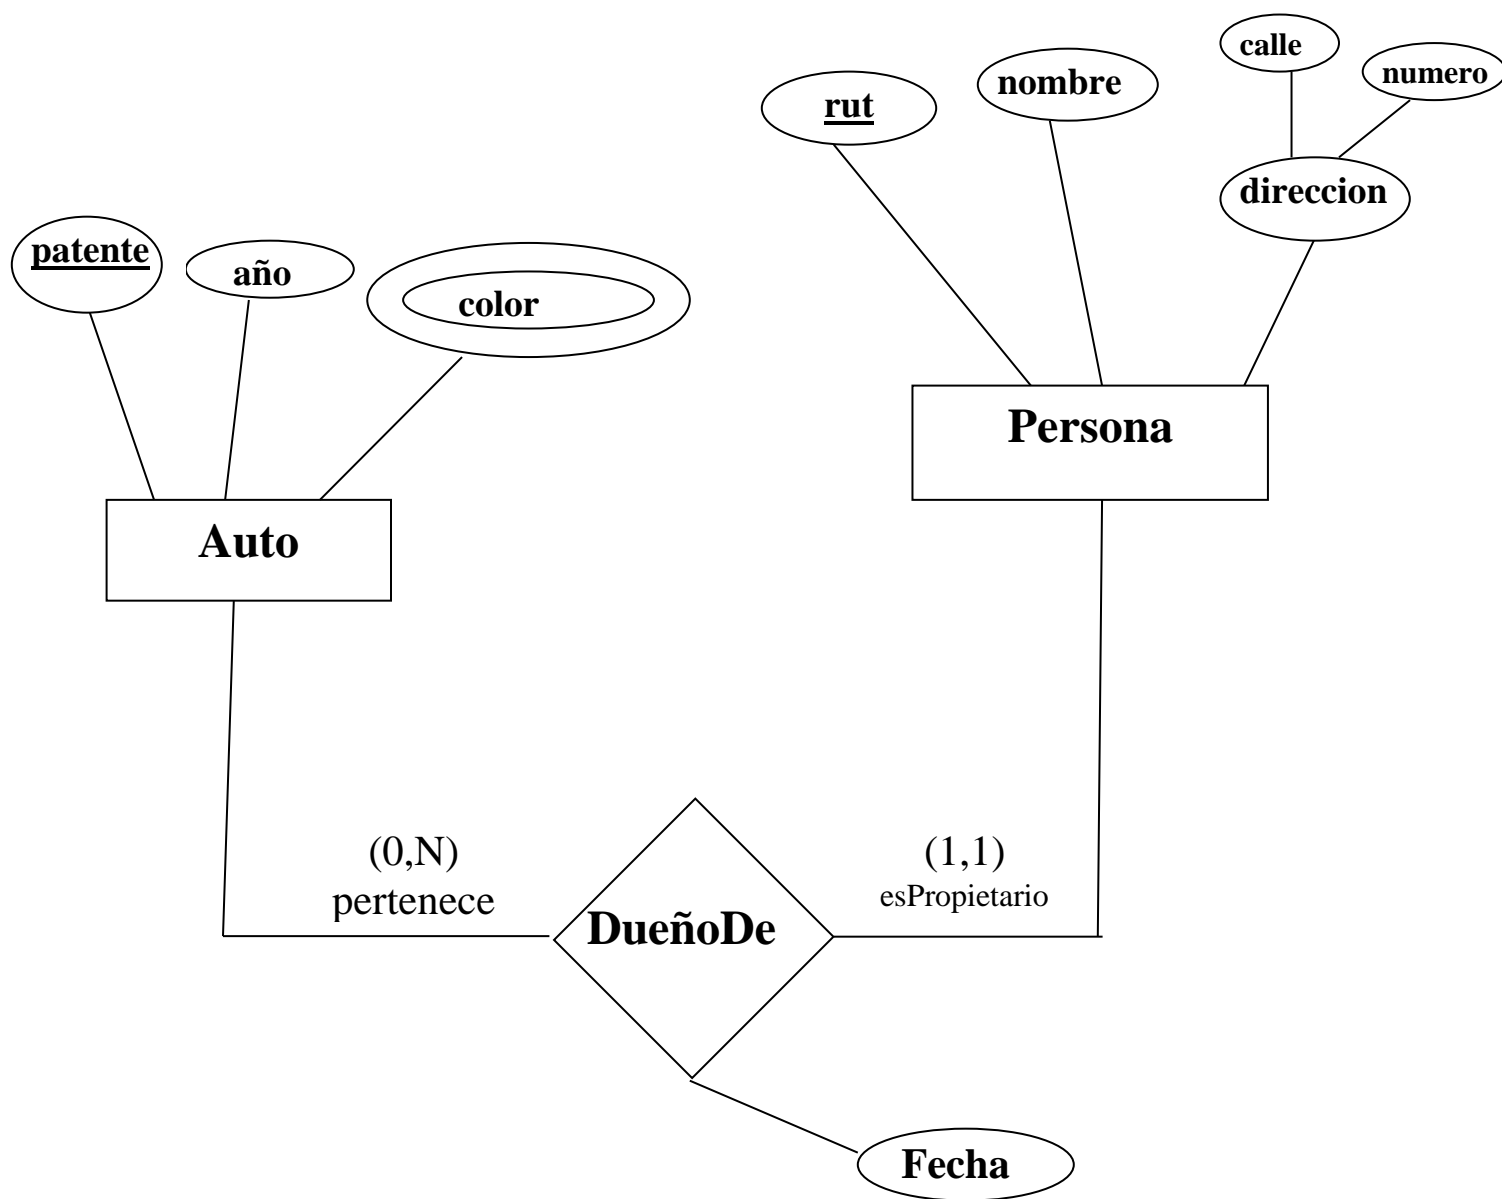 calle
numero
nombre
rut
direccion
patente
año
color
Persona
Auto
(0,N)
pertenece
(1,1)
esPropietario
DueñoDe
Fecha